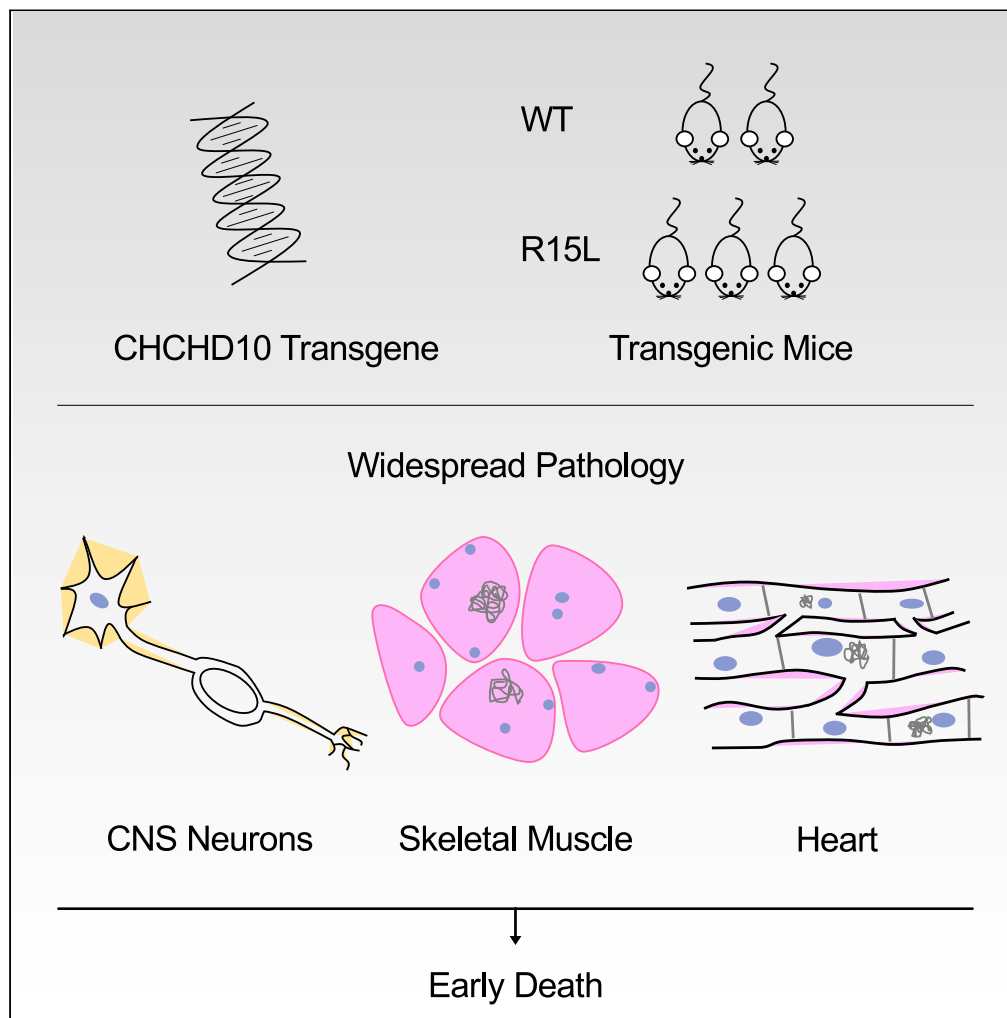 WT
R15L
CHCHD10 Transgene
Transgenic Mice
Widespread Pathology
CNS Neurons
Skeletal Muscle
Heart
Early Death